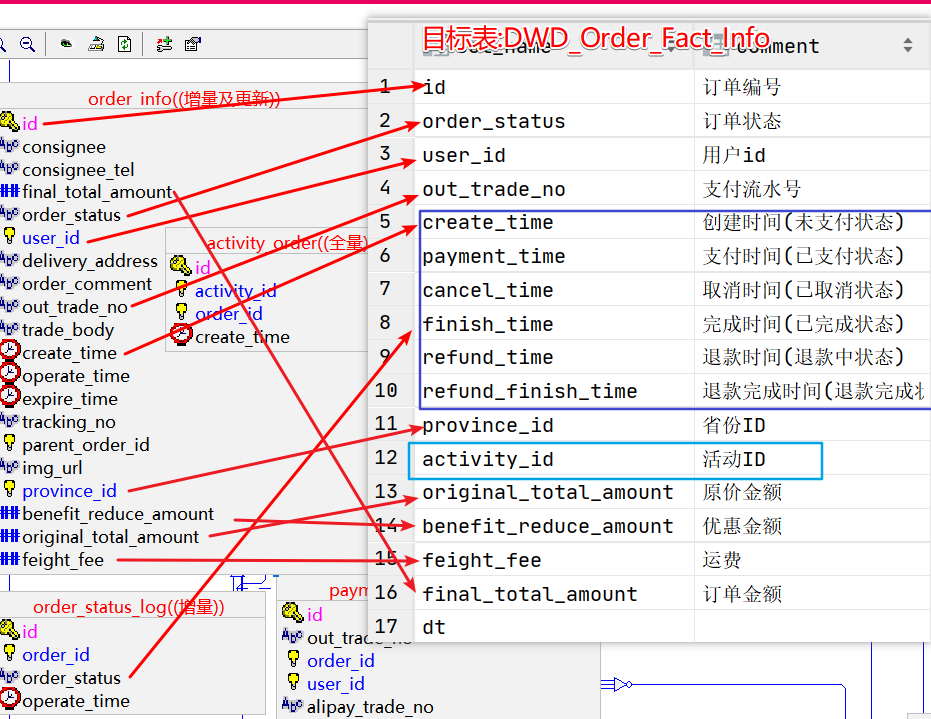 目标表:DWD_Order_Fact_Info
comment
1 id 订单编号
2 order_status 订单状态
3 user_id 用户id
4 out_trade_no 支付流水号
5 create_time 创建时间(未支付状态)
6 payment_time 支付时间(已支付状态)
7 cancel_time 取消时间(已取消状态)
8 finish_time 完成时间(已完成状态)
9 refund_time 退款时间(退款中状态)
10 refund_finish_time 退款完成时间(退款完成状
11 province_id 省份ID
12 activity_id 活动ID
13 original_total_amount 原价金额
14 benefit_reduce_amount 优惠金额
15 feight_fee 运费
16 final_total_amount 订单金额
17 dt
order_info((增量及更新))
id
consignee
consignee_tel
final_total_amount
order_status
user_id
delivery_address
order_comment
out_trade_no
trade_body
create_time
operate_time
expire_time
tracking_no
parent_order_id
img_url
province_id
benefit_reduce_amount
original_total_amount
feight_fee
activity_order((全量)
id
activity_id
order_id
create_time
order_status_log((增量))
id
order_id
order_status
operate_time
paym
id
out_trade_no
order_id
user_id
alipay_trade_no